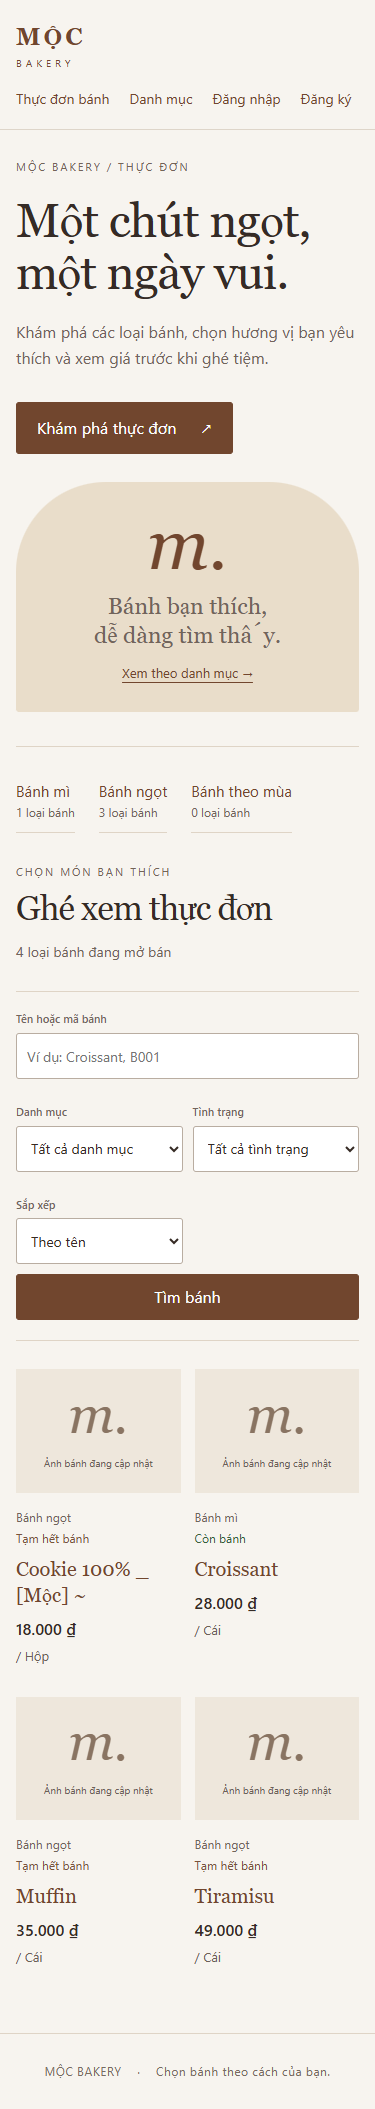 MỘC
BAKERY
Thực đơn bánh Danh mục Đăng nhập Đăng ký
MỘC BAKERY / THỰC ĐƠN
Một chút ngọt,
một ngày vui.
Khám phá các loại bánh, chọn hương vị bạn yêu
thích và xem giá trước khi ghé tiệm.
Khám phá thực đơn ↗
m.
Bánh bạn thích,
dễ dàng tìm thấy.
Xem theo danh mục →
Bánh mì Bánh ngọt Bánh theo mùa
1 loại bánh 3 loại bánh 0 loại bánh
CHỌN MÓN BẠN THÍCH
Ghé xem thực đơn
4 loại bánh đang mở bán
Tên hoặc mã bánh
Ví dụ: Croissant, B001
Danh mục Tình trạng
Tất cả danh mục Tất cả tình trạng
Sắp xếp
Theo tên
Tìm bánh
m. m.
Ảnh bánh đang cập nhật Ảnh bánh đang cập nhật
Bánh ngọt Bánh mì
Tạm hết bánh Còn bánh
Cookie 100% _ Croissant
[Mộc] ~ 28.000 ₫
18.000 ₫ / Cái
/ Hộp
m. m.
Ảnh bánh đang cập nhật Ảnh bánh đang cập nhật
Bánh ngọt Bánh ngọt
Tạm hết bánh Tạm hết bánh
Muffin Tiramisu
35.000 ₫ 49.000 ₫
/ Cái / Cái
MỘC BAKERY · Chọn bánh theo cách của bạn.